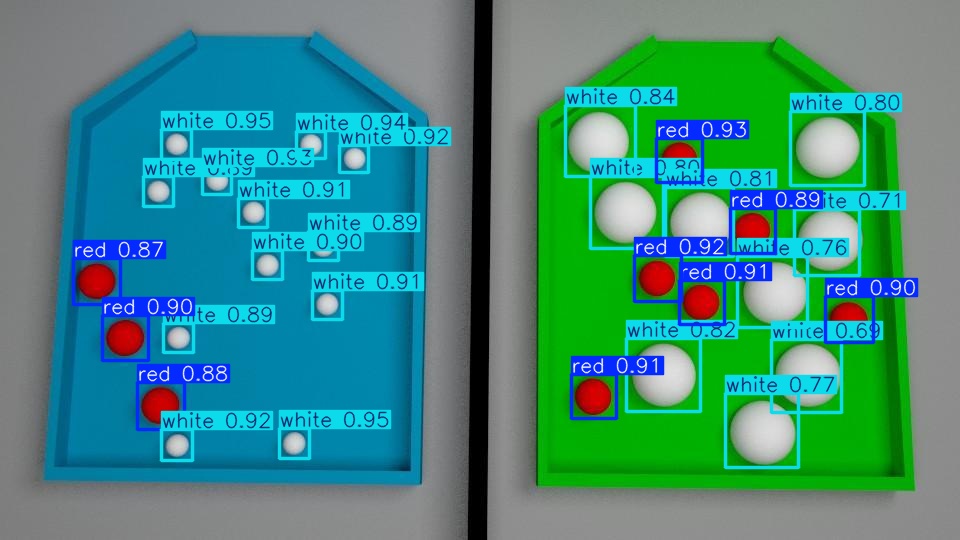 white 0.95
white 0.94
white 0.92
white 0.93
white 0.89
white 0.91
white 0.89
white 0.90
red 0.87
white 0.91
red 0.90
white 0.89
red 0.88
white 0.92
white 0.95
white 0.84
white 0.80
red 0.93
white 0.80
white 0.81
red 0.89
white 0.71
red 0.92
white 0.76
red 0.91
red 0.90
white 0.82
white 0.69
red 0.91
white 0.77